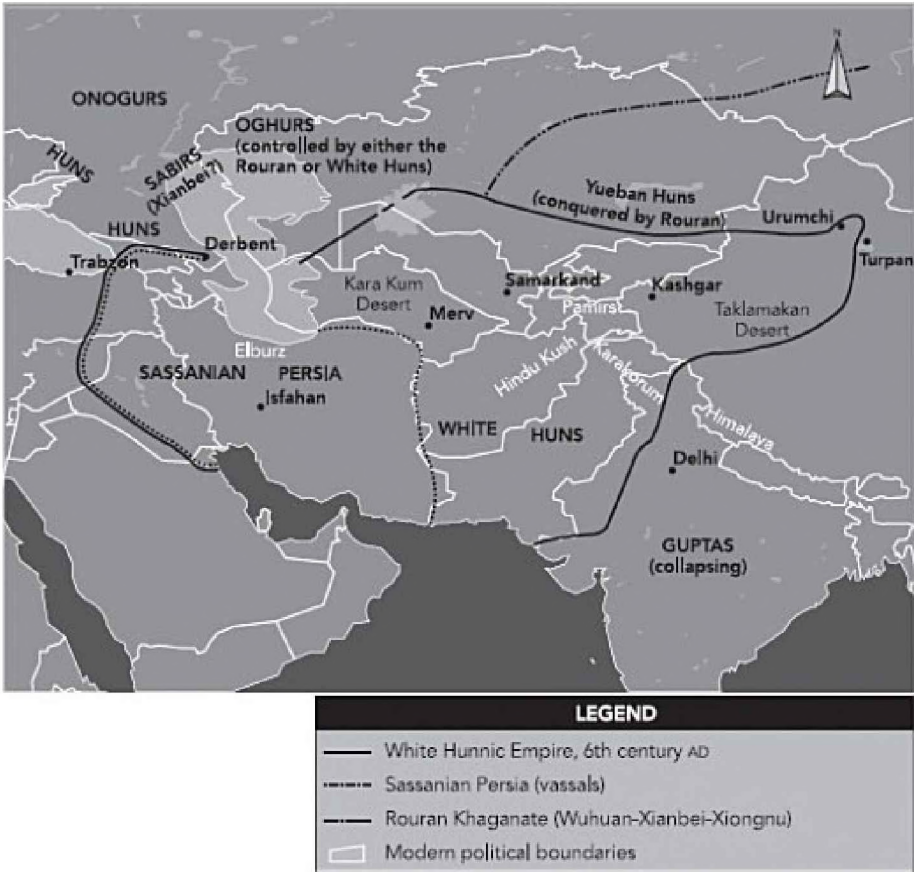 N
ONOGURS
HUNS
SABIRS
(Xianbei?)
OGHURS
(controlled by either the
Rouran or White Huns)
Yueban Huns
(conquered by Rouran)
Urumchi
Turpan
HUNS
Derbent
Trabzon
Kara Kum
Desert
Merv
Samarkand
Pamirst
Kashgar
Taklamakan
Desert
Elburz
SASSANIAN PERSIA
Isfahan
Hindu Kush
Karakorum
Himalaya
WHITE HUNS
Delhi
GUPTAS
(collapsing)
LEGEND
White Hunnic Empire, 6th century AD
Sassanian Persia (vassals)
Rouran Khaganate (Wuhuan-Xianbei-Xiongnu)
Modern political boundaries